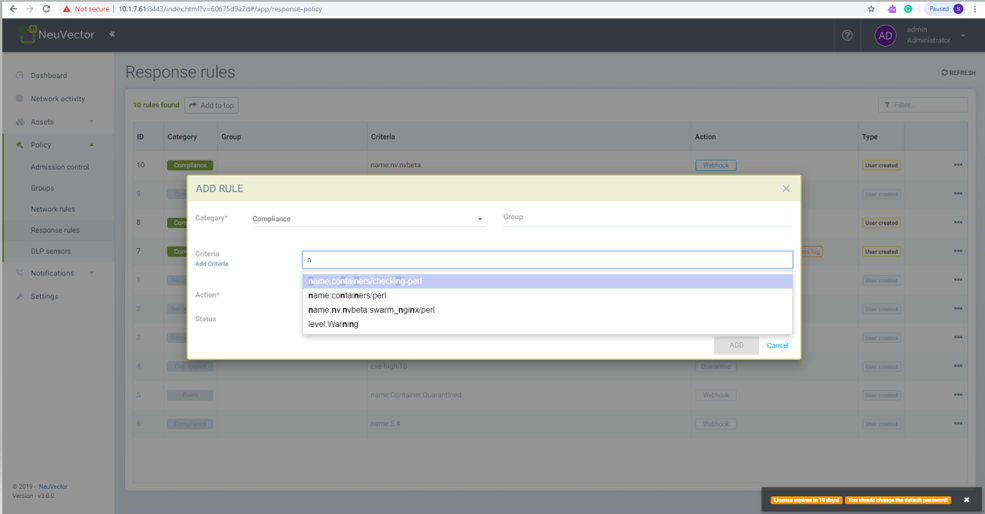 Not secure | 10.1.7.61:8443/index.html?v=60675d9a2d#/app/response-policy
Paused S
NeuVector
AD
admin
Administrator
Dashboard
Network activity
Assets
Policy
Admission control
Groups
Network rules
Response rules
DLP sensors
Notifications
Settings
© 2019 - NeuVector
Version - v3.0.0
Response rules
REFRESH
10 rules found
Add to top
Filter...
ID Category Group Criteria Action Type
10 Compliance name:nv.nvbeta Webhook User created
9 User created
8 User created
7 User created
ADD RULE
Category* Compliance Group
Criteria
Add Criteria
n
name:containers/checking-perl
name:containers/perl
name:nv.nvbeta:swarm_nginx/perl
level:Warning
Action*
Status
ADD Cancel
1 User created
2 User created
3 User created
4 cve-high:10 Quarantine User created
5 Event name:Container.Quarantined Webhook User created
6 Compliance name:5.4 Webhook User created
License expires in 19 days! You should change the default password!